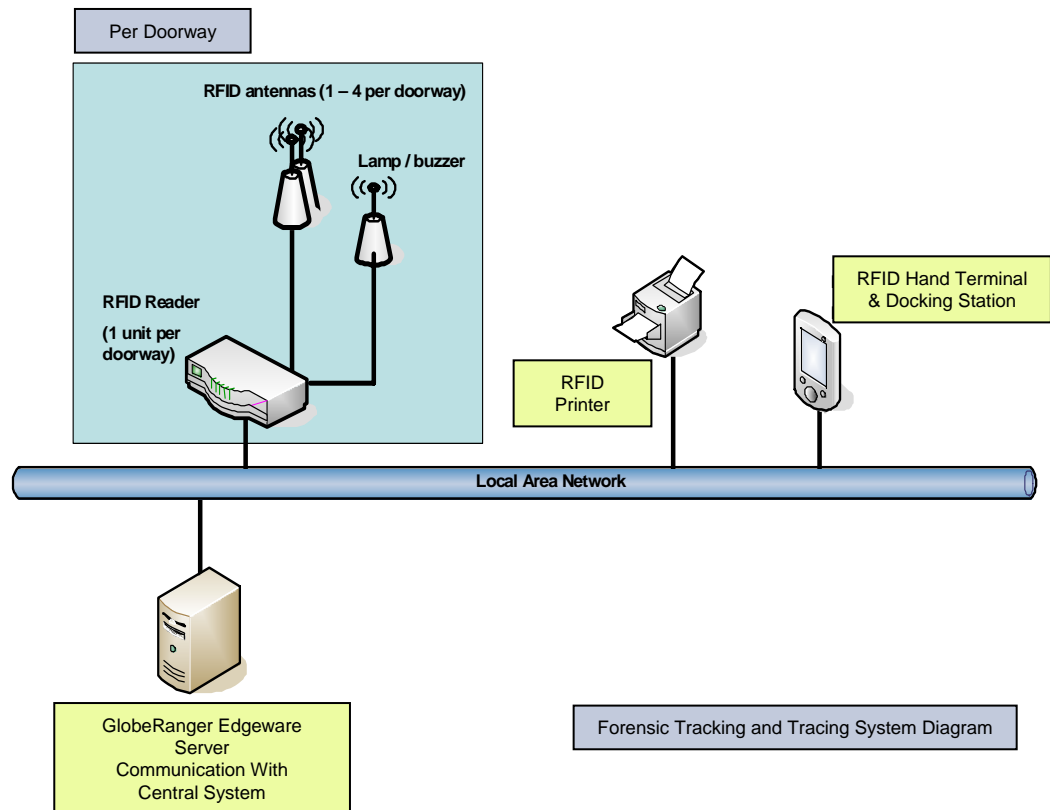 Per Doorway
RFID antennas (1 – 4 per doorway)
Lamp / buzzer
RFID Reader
(1 unit per
doorway)
RFID
Printer
RFID Hand Terminal
& Docking Station
Local Area Network
GlobeRanger Edgeware
Server
Communication With
Central System
Forensic Tracking and Tracing System Diagram